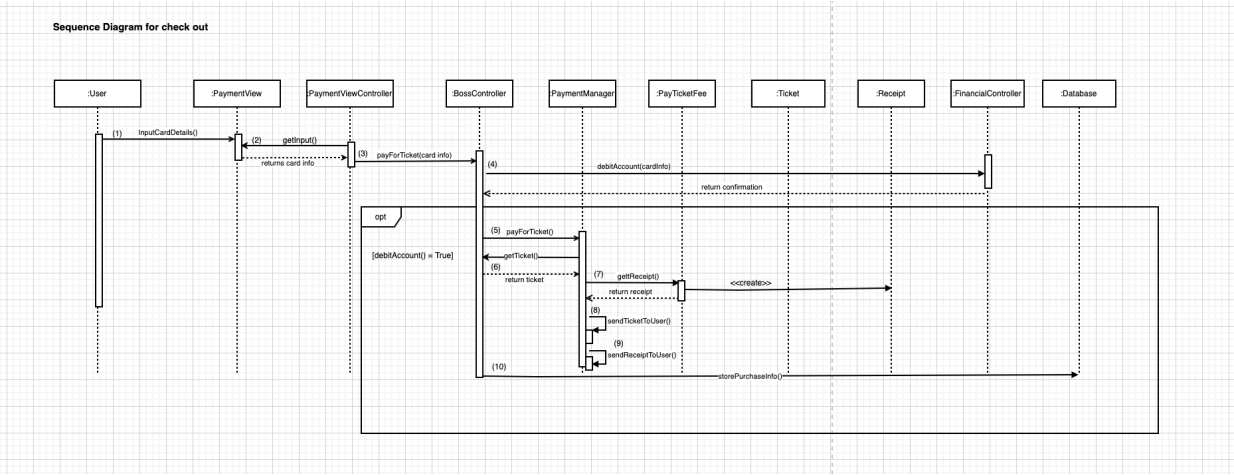 Sequence Diagram for check out
:User
:PaymentView
:PaymentViewController
:BossController
:PaymentManager
:PayTicketFee
:Ticket
:Receipt
:FinancialController
:Database
(1)
InputCardDetails()
(2)
getInput()
returns card info
(3)
payForTicket(card info)
(4)
debitAccount(cardInfo)
return confirmation
opt
[debitAccount() = True]
(5)
payForTicket()
getTicket()
(6)
return ticket
(7)
gettReceipt()
return receipt
<<create>>
(8)
sendTicketToUser()
(9)
sendReceiptToUser()
(10)
storePurchaseInfo()